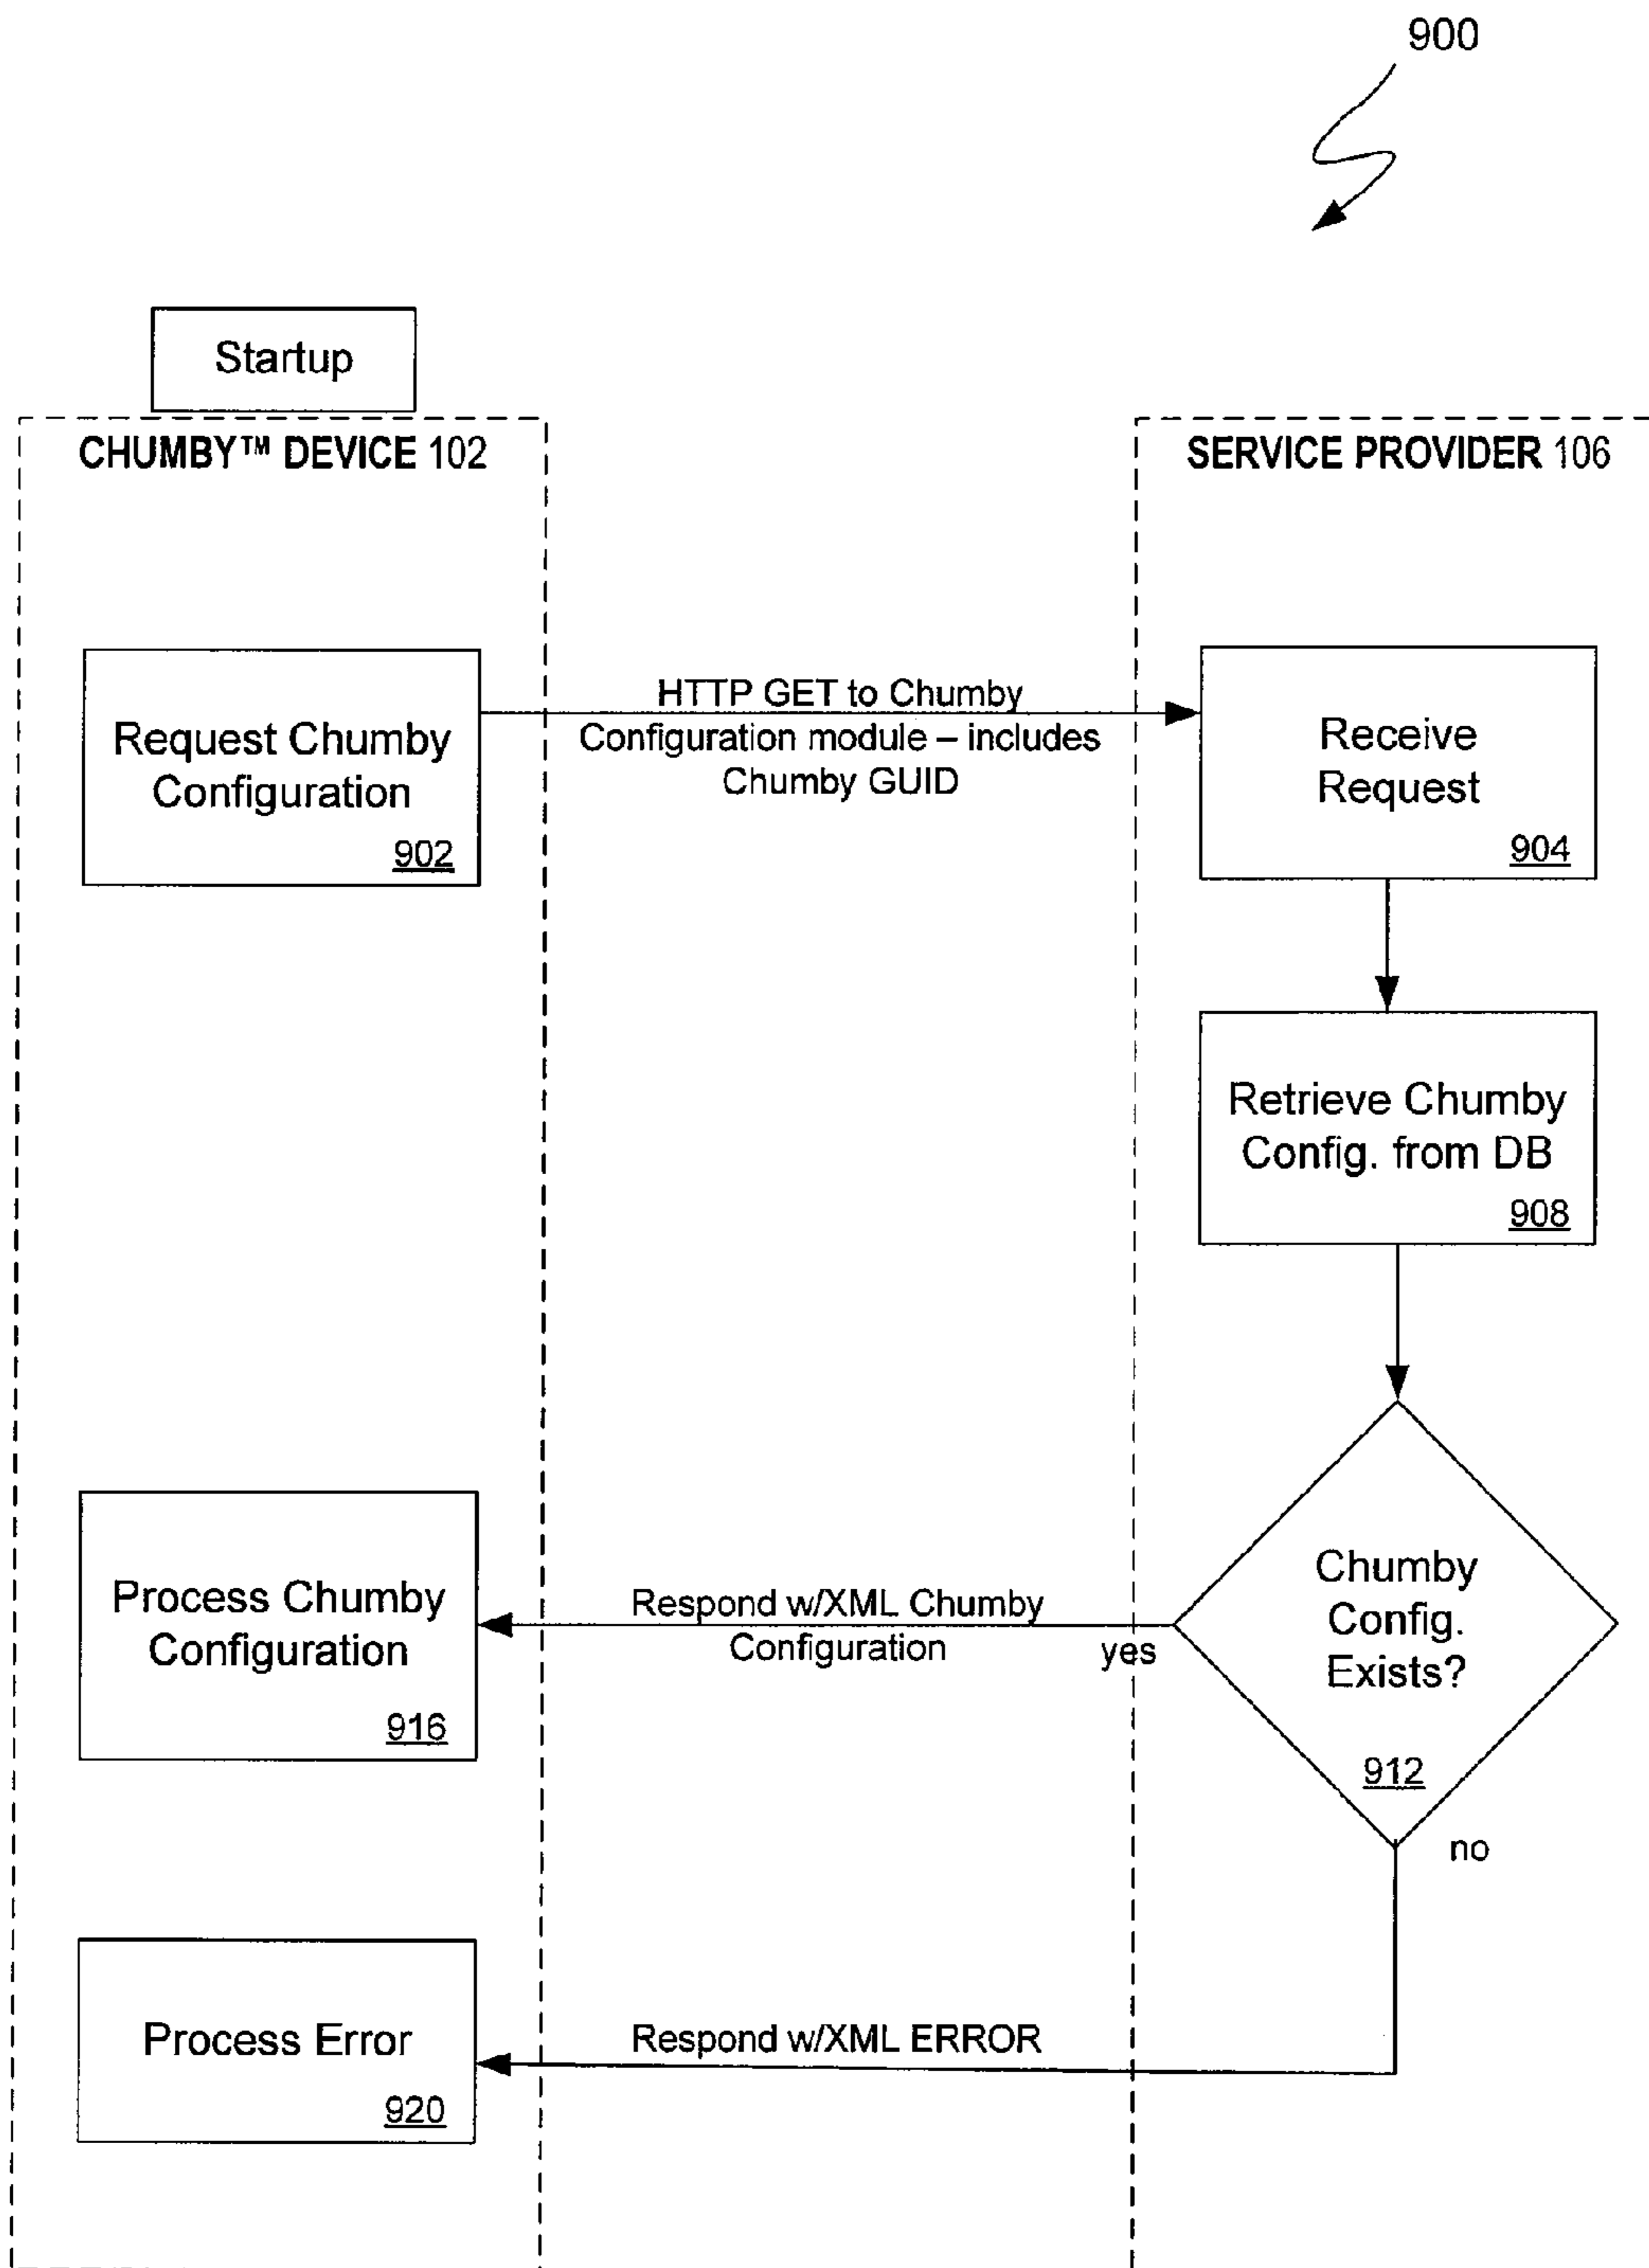 900
Startup
CHUMBY™ DEVICE 102
SERVICE PROVIDER 106
Request Chumby
Configuration
902
HTTP GET to Chumby
Configuration module – includes
Chumby GUID
Receive
Request
904
Retrieve Chumby
Config. from DB
908
Chumby
Config.
Exists?
912
yes
Respond w/XML Chumby
Configuration
Process Chumby
Configuration
916
no
Respond w/XML ERROR
Process Error
920